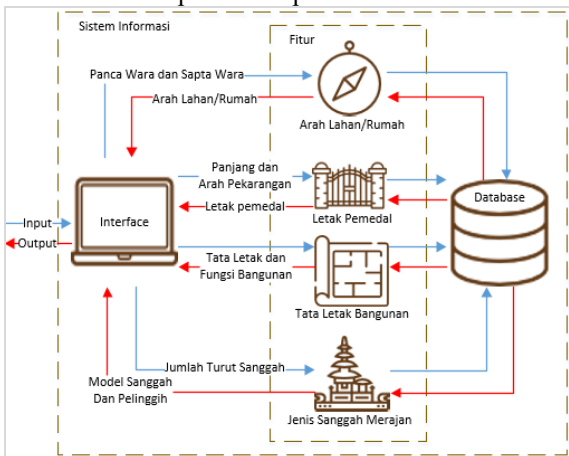 Sistem Informasi
Fitur
Panca Wara dan Sapta Wara
Arah Lahan/Rumah
Arah Lahan/Rumah
Panjang dan
Arah Pekarangan
Letak pemedal
Letak Pemedal
Database
Interface
Input
Output
Tata Letak dan
Fungsi Bangunan
Tata Letak Bangunan
Jumlah Turut Sanggah
Model Sanggah
Dan Pelinggih
Jenis Sanggah Merajan